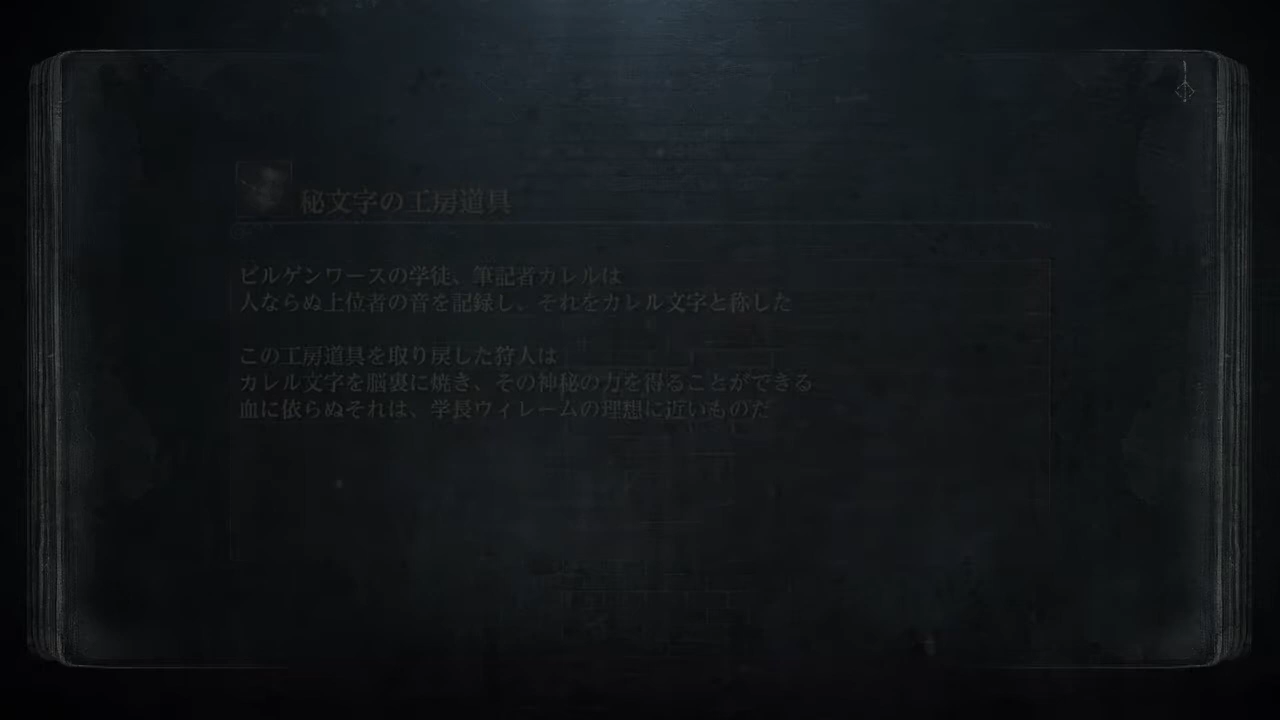 秘文字の工房道具
ビルゲンワースの学徒、筆記者カレルは
人ならぬ上位者の音を記録し、それをカレル文字と称した
この工房道具を取り戻した狩人は
カレル文字を脳裏に焼き、その神秘の力を得ることができる
血に依らぬそれは、学長ウィレームの理想に近いものだ